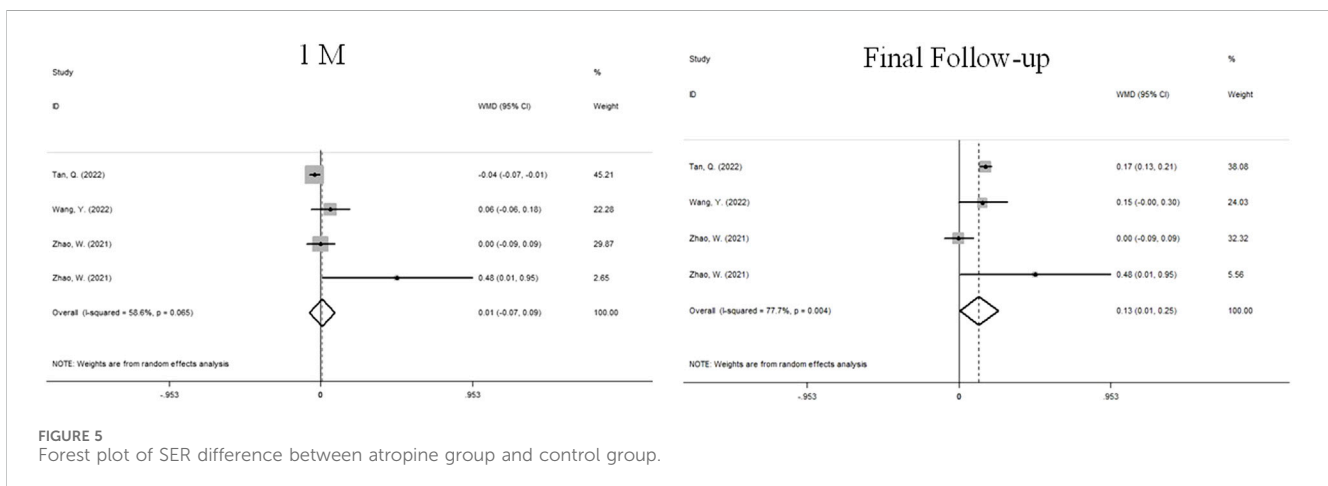 1 M
Study %
ID WMD (95% CI) Weight
Tan, Q. (2022) -0.04 (-0.07, -0.01) 45.21
Wang, Y. (2022) 0.06 (-0.06, 0.18) 22.28
Zhao, W. (2021) 0.00 (-0.09, 0.09) 29.87
Zhao, W. (2021) 0.48 (0.01, 0.95) 2.65
Overall (I-squared = 58.6%, p = 0.065) 0.01 (-0.07, 0.09) 100.00
NOTE: Weights are from random effects analysis
-.953 0 .953
Final Follow-up
Study %
ID WMD (95% CI) Weight
Tan, Q. (2022) 0.17 (0.13, 0.21) 38.08
Wang, Y. (2022) 0.15 (-0.00, 0.30) 24.03
Zhao, W. (2021) 0.00 (-0.09, 0.09) 32.32
Zhao, W. (2021) 0.48 (0.01, 0.95) 5.56
Overall (I-squared = 77.7%, p = 0.004) 0.13 (0.01, 0.25) 100.00
NOTE: Weights are from random effects analysis
-.953 0 .953
FIGURE 5
Forest plot of SER difference between atropine group and control group.